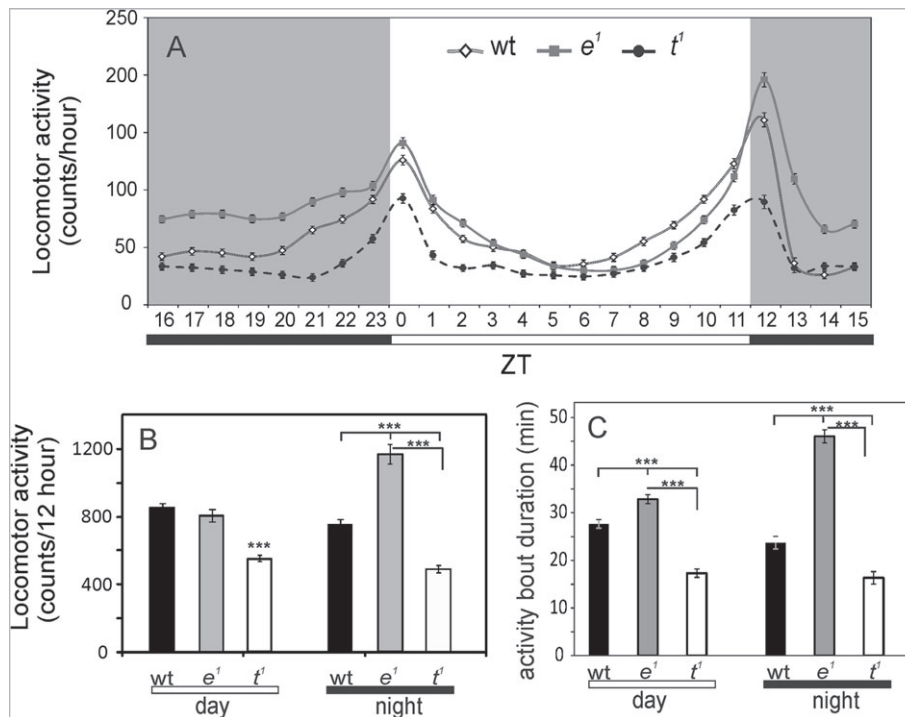 250
200
100
100
50
0
Locomotor activity
(counts/hour)
A
wt e¹ t¹
16 17 18 19 20 21 22 23 0 1 2 3 4 5 6 7 8 9 10 11 12 13 14 15
ZT
B
Locomotor activity
(counts/12 hour)
1200
800
400
0
***
***
***
wt e¹ t¹ wt e¹ t¹
day night
C
activity bout duration (min)
50
40
30
20
10
0
***
***
***
***
wt e¹ t¹ wt e¹ t¹
day night